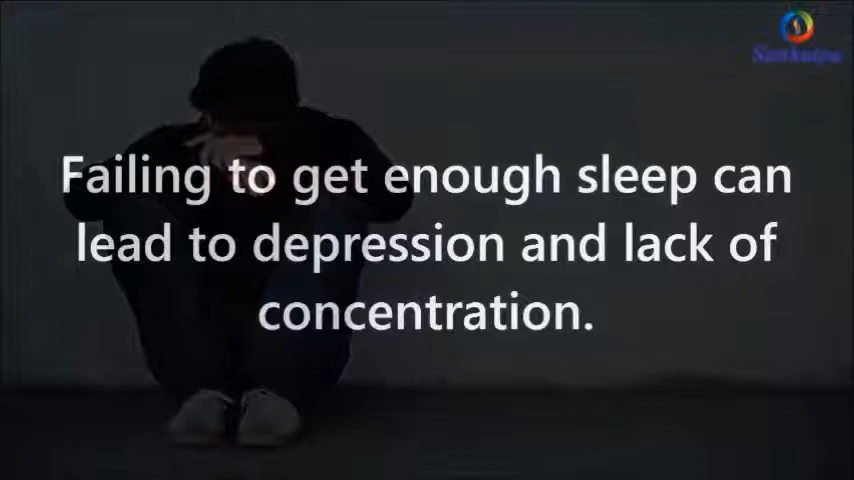 Failing to get enough sleep can
lead to depression and lack of
concentration.